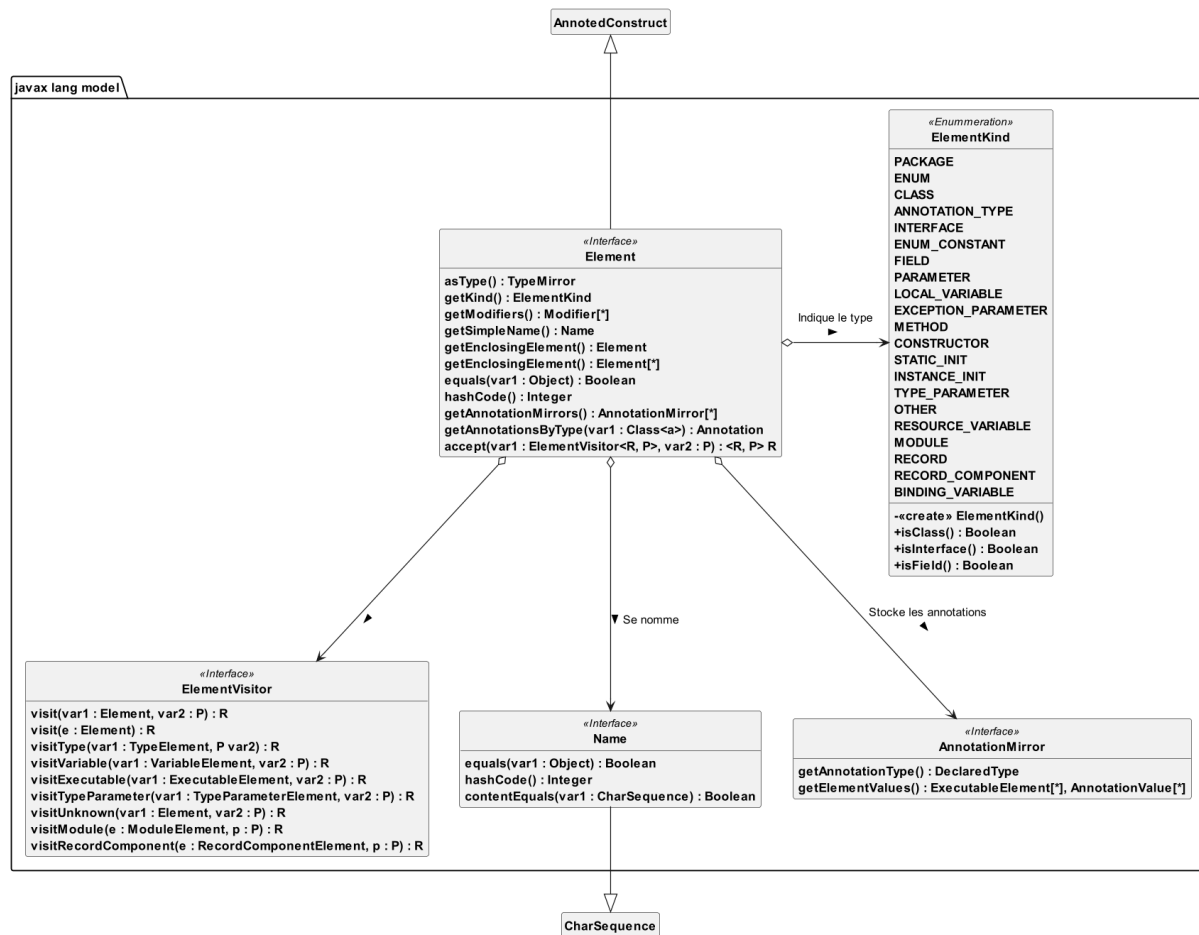 AnnotedConstruct
javax lang model
«Enummeration»
ElementKind
PACKAGE
ENUM
CLASS
ANNOTATION_TYPE
INTERFACE
ENUM_CONSTANT
FIELD
PARAMETER
LOCAL_VARIABLE
EXCEPTION_PARAMETER
METHOD
CONSTRUCTOR
STATIC_INIT
INSTANCE_INIT
TYPE_PARAMETER
OTHER
RESOURCE_VARIABLE
MODULE
RECORD
RECORD_COMPONENT
BINDING_VARIABLE
-«create» ElementKind()
+isClass() : Boolean
+isInterface() : Boolean
+isField() : Boolean
«Interface»
Element
asType() : TypeMirror
getKind() : ElementKind
getModifiers() : Modifier[*]
getSimpleName() : Name
getEnclosingElement() : Element
getEnclosingElement() : Element[*]
equals(var1 : Object) : Boolean
hashCode() : Integer
getAnnotationMirrors() : AnnotationMirror[*]
getAnnotationsByType(var1 : Class<a>) : Annotation
accept(var1 : ElementVisitor<R, P>, var2 : P) : <R, P> R
Indique le type
Stocke les annotations
Se nomme
«Interface»
ElementVisitor
visit(var1 : Element, var2 : P) : R
visit(e : Element) : R
visitType(var1 : TypeElement, P var2) : R
visitVariable(var1 : VariableElement, var2 : P) : R
visitExecutable(var1 : ExecutableElement, var2 : P) : R
visitTypeParameter(var1 : TypeParameterElement, var2 : P) : R
visitUnknown(var1 : Element, var2 : P) : R
visitModule(e : ModuleElement, p : P) : R
visitRecordComponent(e : RecordComponentElement, p : P) : R
«Interface»
Name
equals(var1 : Object) : Boolean
hashCode() : Integer
contentEquals(var1 : CharSequence) : Boolean
«Interface»
AnnotationMirror
getAnnotationType() : DeclaredType
getElementValues() : ExecutableElement[*], AnnotationValue[*]
CharSequence